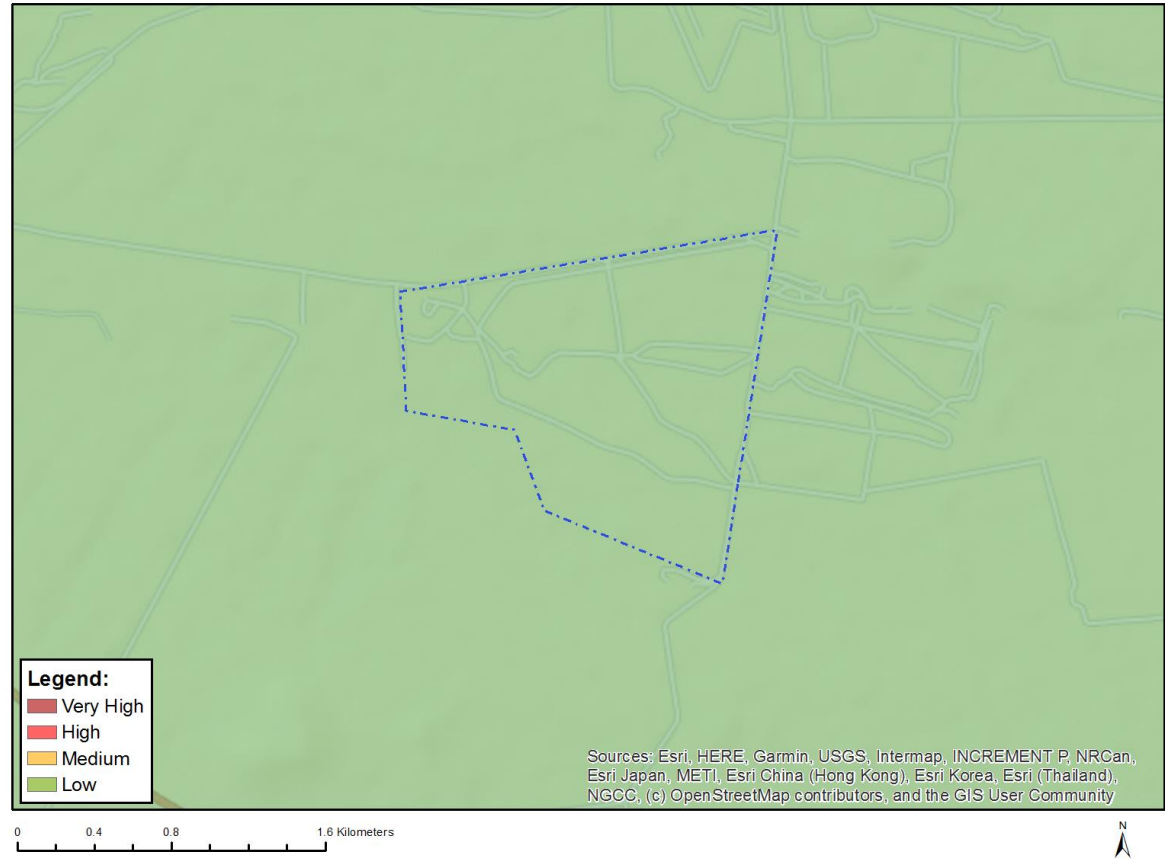 Legend:
Very High
High
Medium
Low
Sources: Esri, HERE, Garmin, USGS, Intermap, INCREMENT P, NRCan,
Esri Japan, METI, Esri China (Hong Kong), Esri Korea, Esri (Thailand),
NGCC, (c) OpenStreetMap contributors, and the GIS User Community
0 0.4 0.8 1.6 Kilometers
N